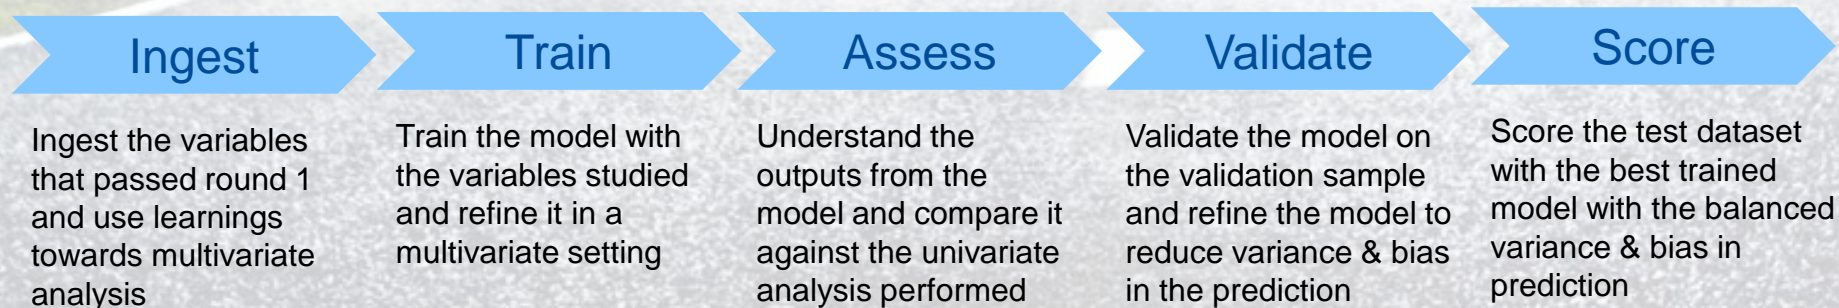 Ingest
Train
Assess
Validate
Score
Ingest the variables
that passed round 1
and use learnings
towards multivariate
analysis
Train the model with
the variables studied
and refine it in a
multivariate setting
Understand the
outputs from the
model and compare it
against the univariate
analysis performed
Validate the model on
the validation sample
and refine the model to
reduce variance & bias
in the prediction
Score the test dataset
with the best trained
model with the balanced
variance & bias in
prediction